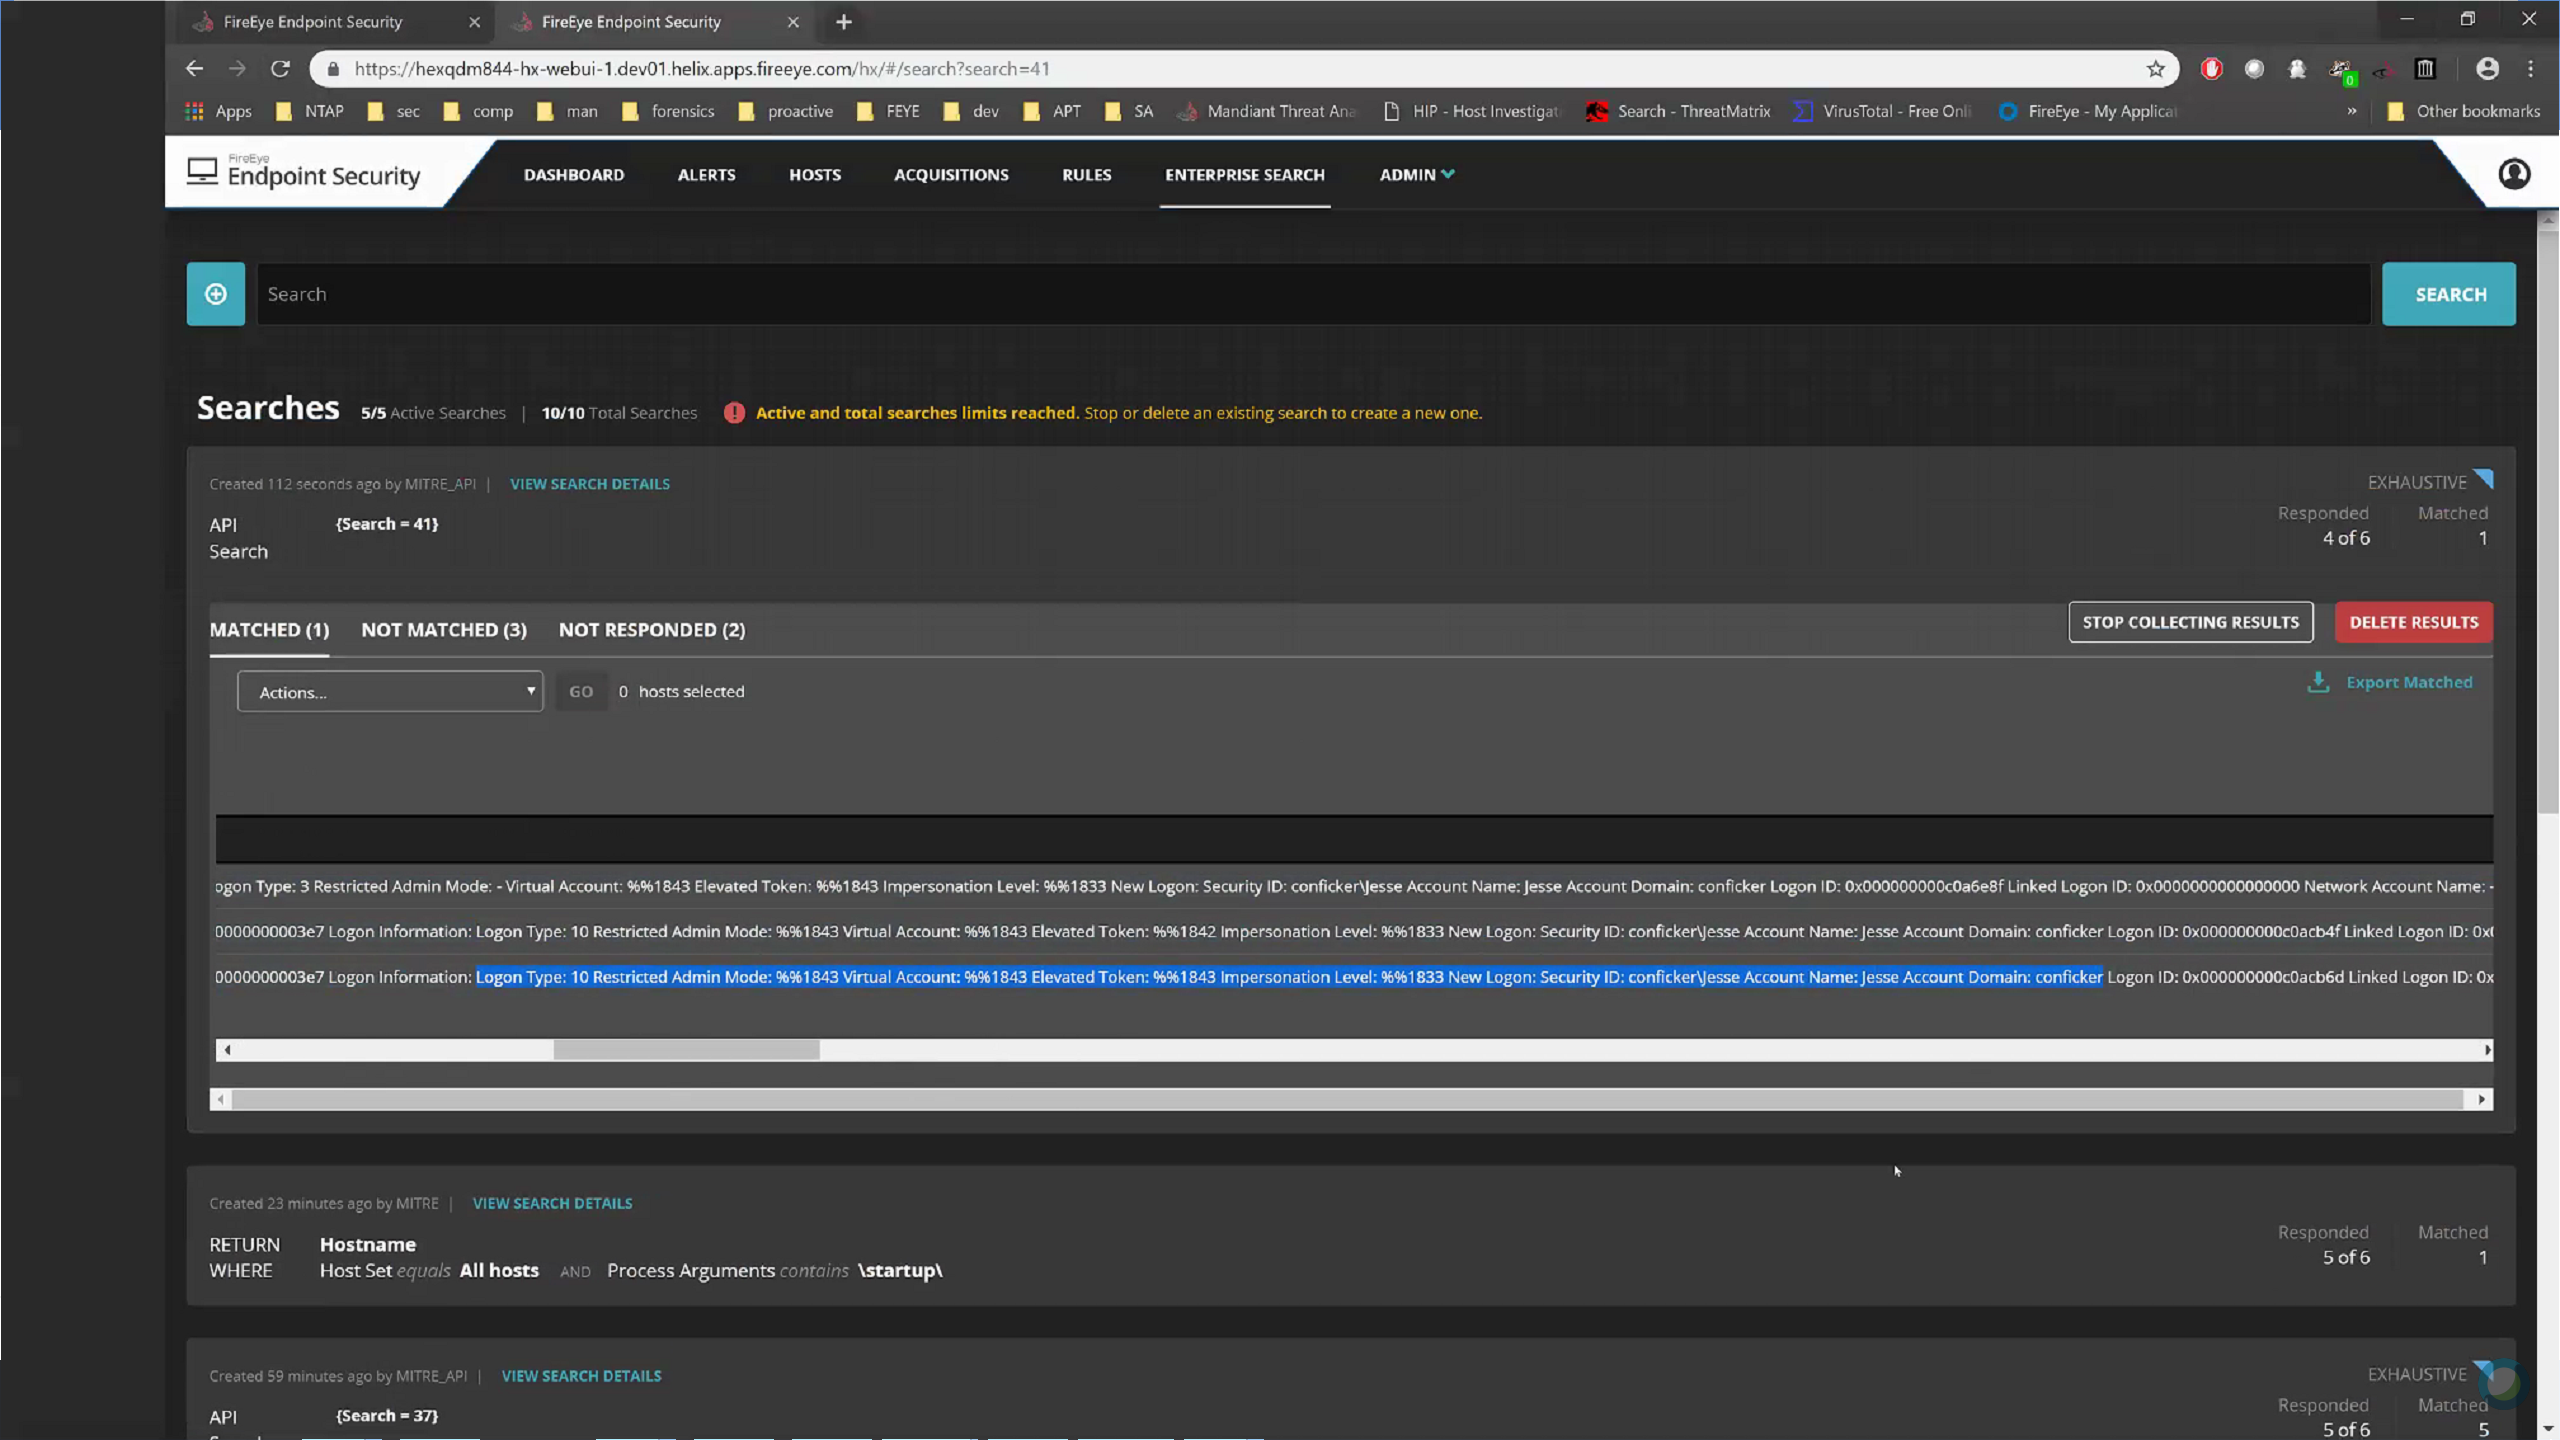 FireEye Endpoint Security
FireEye Endpoint Security
https://hexqdm844-hx-webui-1.dev01.helix.apps.fireeye.com/hx/#/search?search=41
0
Apps NTAP sec comp man forensics proactive FEYE dev APT SA Mandiant Threat Ana HIP - Host Investigat Search - ThreatMatrix VirusTotal - Free Onli FireEye - My Applicat » Other bookmarks
FireEye
Endpoint Security
DASHBOARD ALERTS HOSTS ACQUISITIONS RULES ENTERPRISE SEARCH ADMIN
Search SEARCH
Searches 5/5 Active Searches | 10/10 Total Searches Active and total searches limits reached. Stop or delete an existing search to create a new one.
Created 112 seconds ago by MITRE_API | VIEW SEARCH DETAILS EXHAUSTIVE
Responded Matched
API {Search = 41} 4 of 6 1
Search
MATCHED (1) NOT MATCHED (3) NOT RESPONDED (2) STOP COLLECTING RESULTS DELETE RESULTS
Actions... GO 0 hosts selected Export Matched
ogon Type: 3 Restricted Admin Mode: - Virtual Account: %%1843 Elevated Token: %%1843 Impersonation Level: %%1833 New Logon: Security ID: conficker\Jesse Account Name: Jesse Account Domain: conficker Logon ID: 0x000000000c0a6e8f Linked Logon ID: 0x0000000000000000 Network Account Name: -
0000000003e7 Logon Information: Logon Type: 10 Restricted Admin Mode: %%1843 Virtual Account: %%1843 Elevated Token: %%1842 Impersonation Level: %%1833 New Logon: Security ID: conficker\Jesse Account Name: Jesse Account Domain: conficker Logon ID: 0x000000000c0acb4f Linked Logon ID: 0x(
0000000003e7 Logon Information: Logon Type: 10 Restricted Admin Mode: %%1843 Virtual Account: %%1843 Elevated Token: %%1843 Impersonation Level: %%1833 New Logon: Security ID: conficker\Jesse Account Name: Jesse Account Domain: conficker Logon ID: 0x000000000c0acb6d Linked Logon ID: 0x
Created 23 minutes ago by MITRE | VIEW SEARCH DETAILS
Responded Matched
RETURN Hostname 5 of 6 1
WHERE Host Set equals All hosts AND Process Arguments contains \startup\
Created 59 minutes ago by MITRE_API | VIEW SEARCH DETAILS EXHAUSTIVE
Responded Matched
API {Search = 37} 5 of 6 5